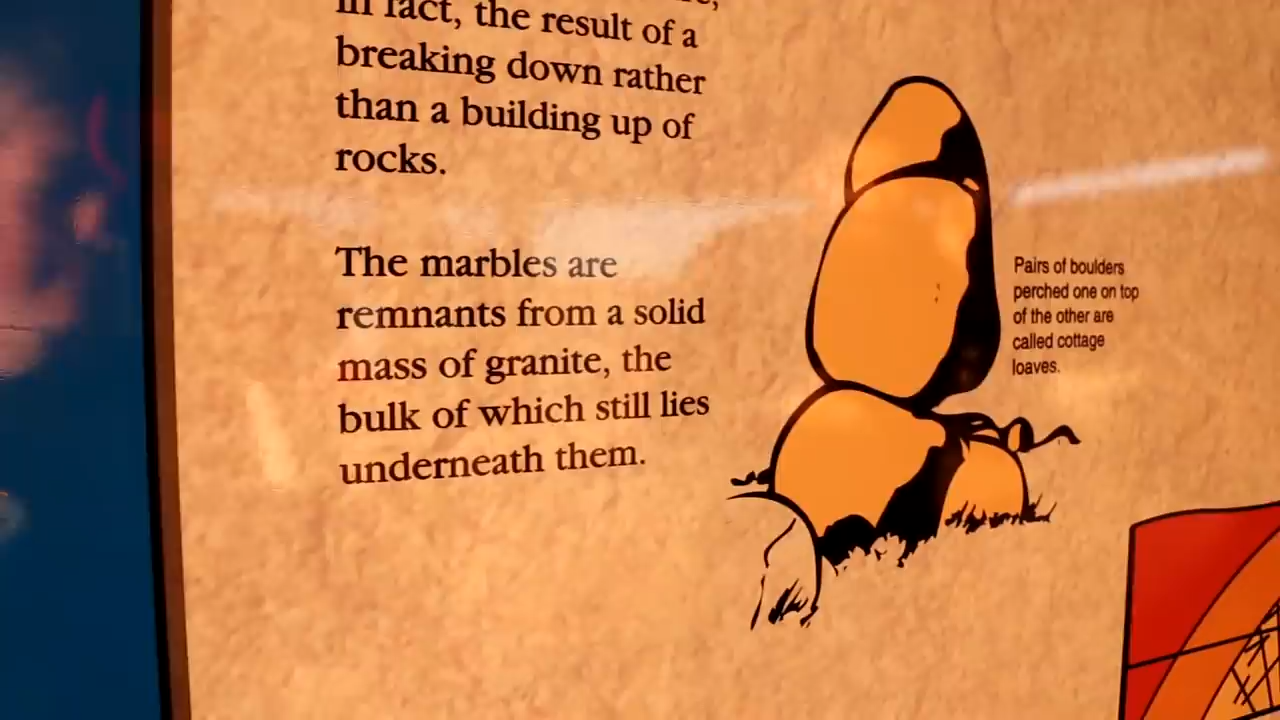 in fact, the result of a
breaking down rather
than a building up of
rocks.
The marbles are
remnants from a solid
mass of granite, the
bulk of which still lies
underneath them.
Pairs of boulders
perched one on top
of the other are
called cottage
loaves.